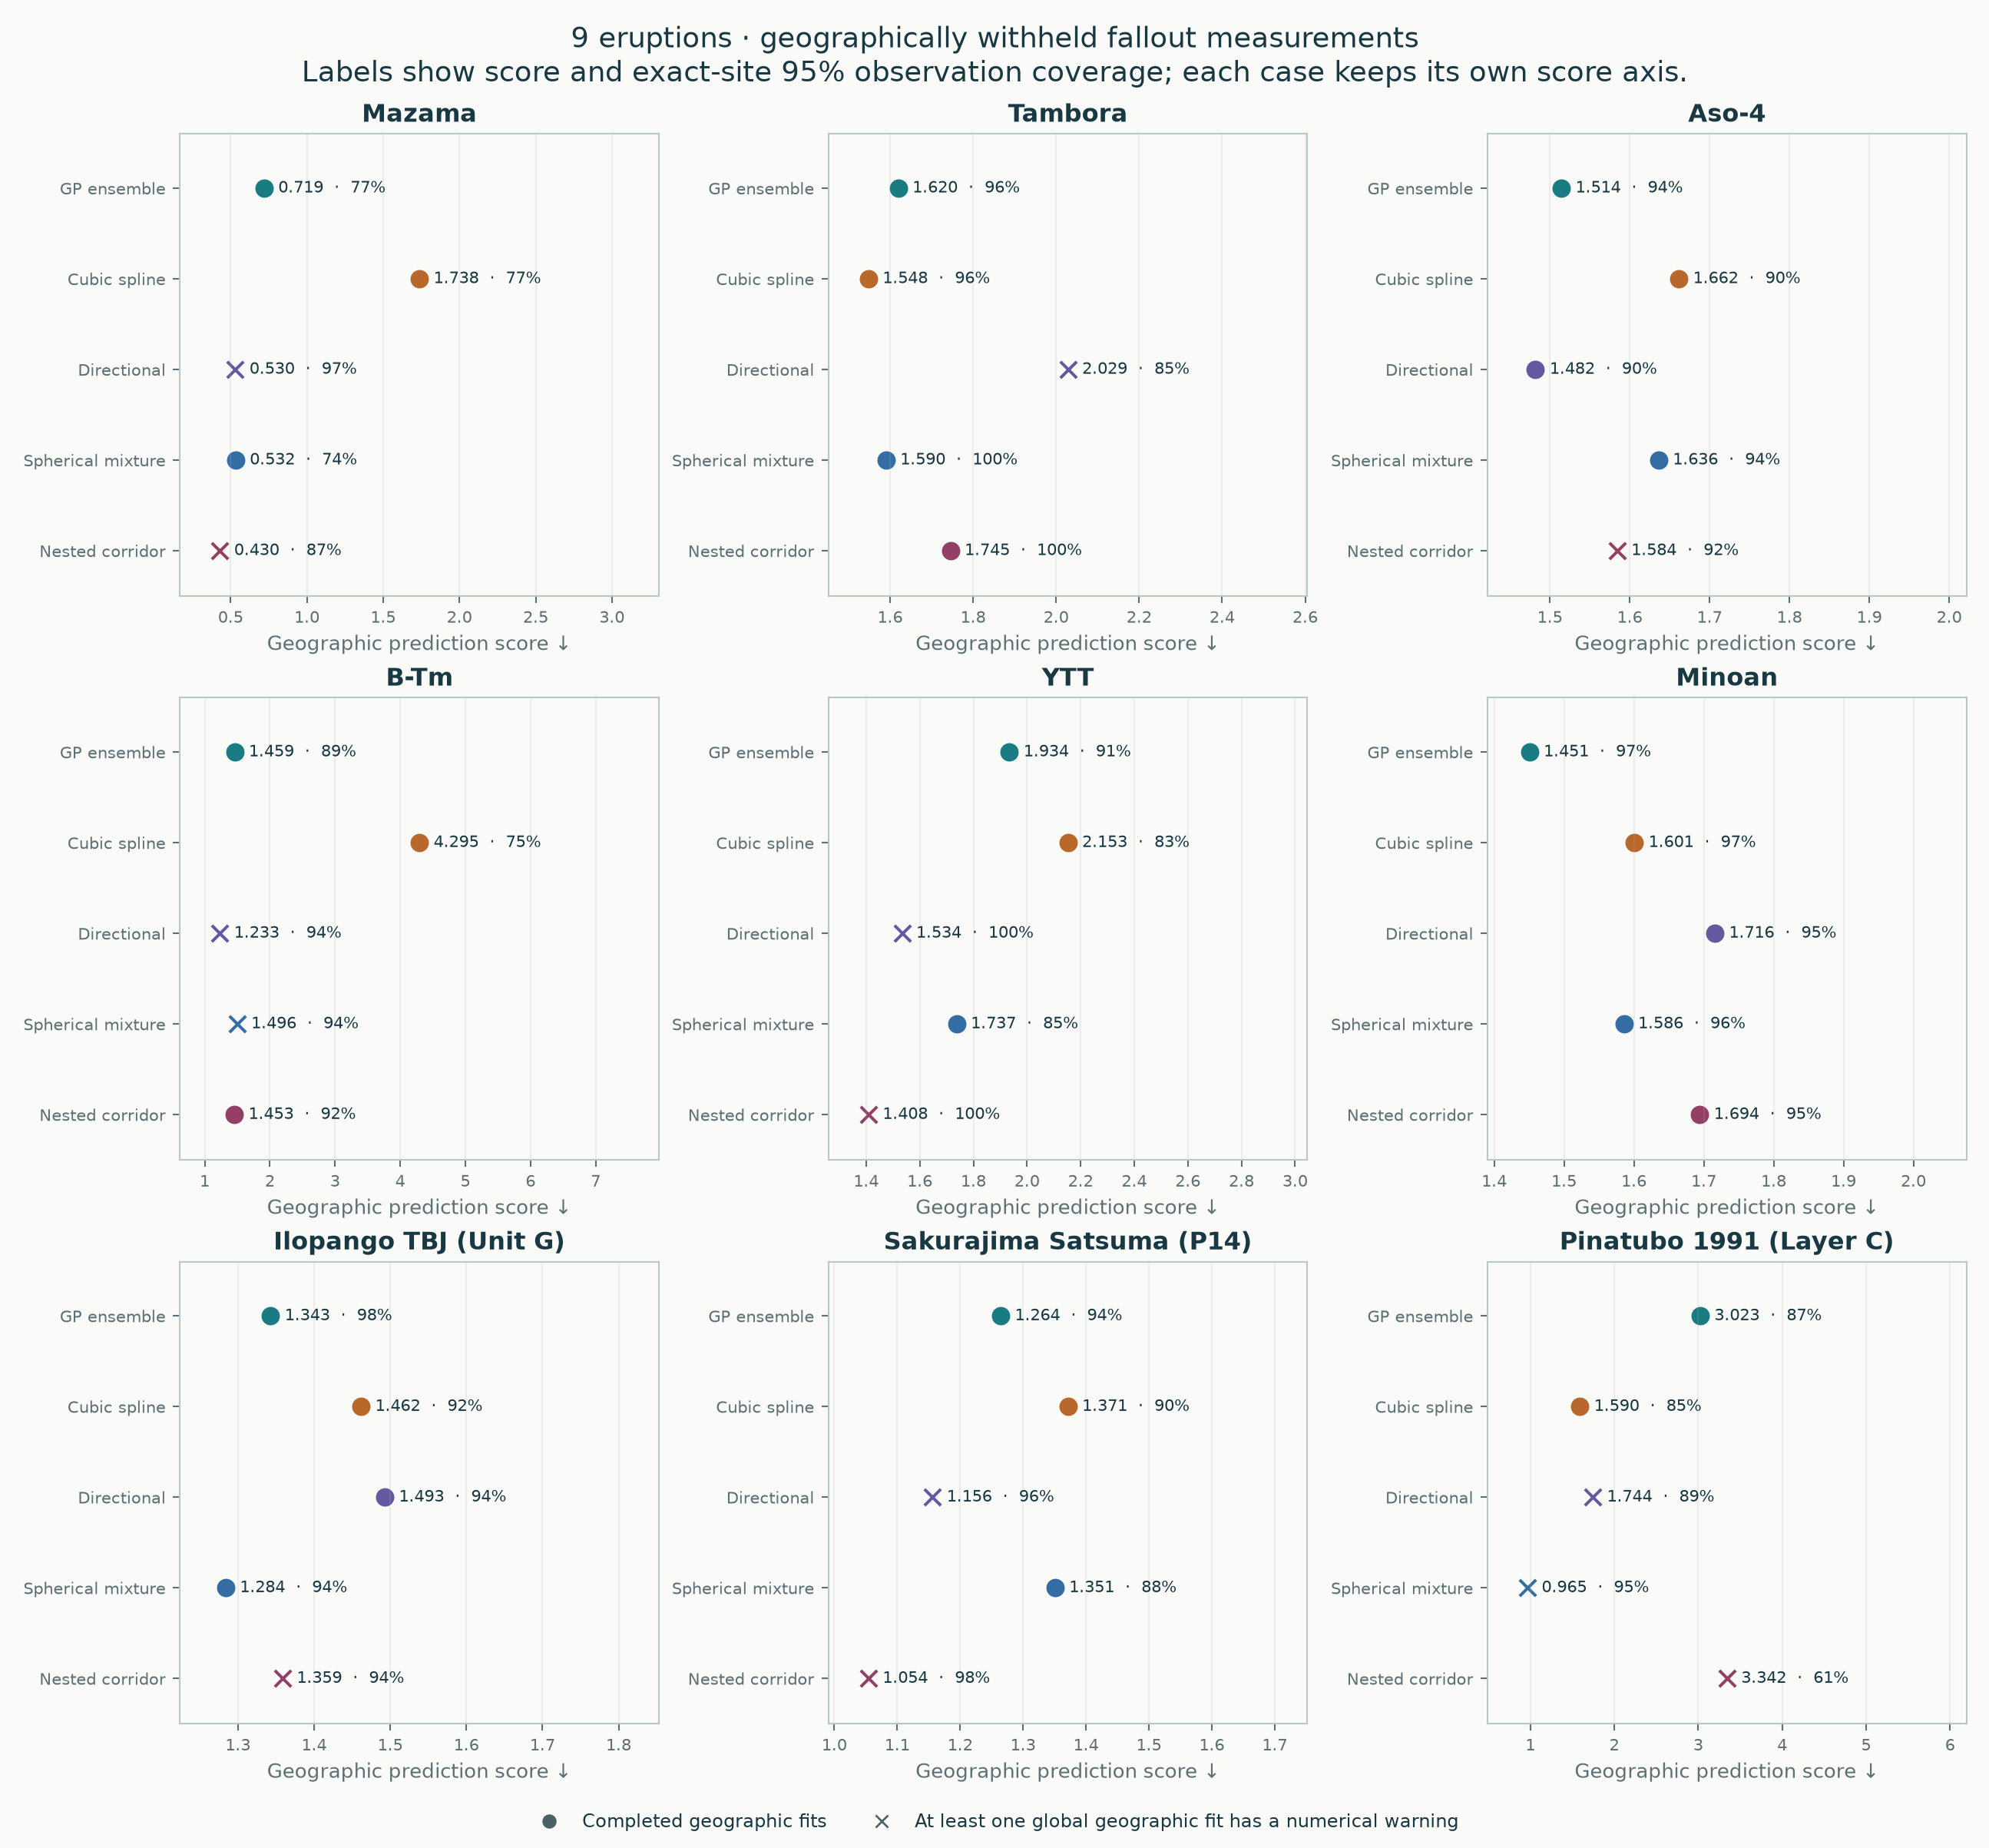 9 eruptions · geographically withheld fallout measurements
Labels show score and exact-site 95% observation coverage; each case keeps its own score axis.
Mazama
GP ensemble
0.719 · 77%
Cubic spline
1.738 · 77%
Directional
0.530 · 97%
Spherical mixture
0.532 · 74%
Nested corridor
0.430 · 87%
0.5 1.0 1.5 2.0 2.5 3.0
Geographic prediction score ↓
Tambora
GP ensemble
1.620 · 96%
Cubic spline
1.548 · 96%
Directional
2.029 · 85%
Spherical mixture
1.590 · 100%
Nested corridor
1.745 · 100%
1.6 1.8 2.0 2.2 2.4 2.6
Geographic prediction score ↓
Aso-4
GP ensemble
1.514 · 94%
Cubic spline
1.662 · 90%
Directional
1.482 · 90%
Spherical mixture
1.636 · 94%
Nested corridor
1.584 · 92%
1.5 1.6 1.7 1.8 1.9 2.0
Geographic prediction score ↓
B-Tm
GP ensemble
1.459 · 89%
Cubic spline
4.295 · 75%
Directional
1.233 · 94%
Spherical mixture
1.496 · 94%
Nested corridor
1.453 · 92%
1 2 3 4 5 6 7
Geographic prediction score ↓
YTT
GP ensemble
1.934 · 91%
Cubic spline
2.153 · 83%
Directional
1.534 · 100%
Spherical mixture
1.737 · 85%
Nested corridor
1.408 · 100%
1.4 1.6 1.8 2.0 2.2 2.4 2.6 2.8 3.0
Geographic prediction score ↓
Minoan
GP ensemble
1.451 · 97%
Cubic spline
1.601 · 97%
Directional
1.716 · 95%
Spherical mixture
1.586 · 96%
Nested corridor
1.694 · 95%
1.4 1.5 1.6 1.7 1.8 1.9 2.0
Geographic prediction score ↓
Ilopango TBJ (Unit G)
GP ensemble
1.343 · 98%
Cubic spline
1.462 · 92%
Directional
1.493 · 94%
Spherical mixture
1.284 · 94%
Nested corridor
1.359 · 94%
1.3 1.4 1.5 1.6 1.7 1.8
Geographic prediction score ↓
Sakurajima Satsuma (P14)
GP ensemble
1.264 · 94%
Cubic spline
1.371 · 90%
Directional
1.156 · 96%
Spherical mixture
1.351 · 88%
Nested corridor
1.054 · 98%
1.0 1.1 1.2 1.3 1.4 1.5 1.6 1.7
Geographic prediction score ↓
Pinatubo 1991 (Layer C)
GP ensemble
3.023 · 87%
Cubic spline
1.590 · 85%
Directional
1.744 · 89%
Spherical mixture
0.965 · 95%
Nested corridor
3.342 · 61%
1 2 3 4 5 6
Geographic prediction score ↓
Completed geographic fits
At least one global geographic fit has a numerical warning